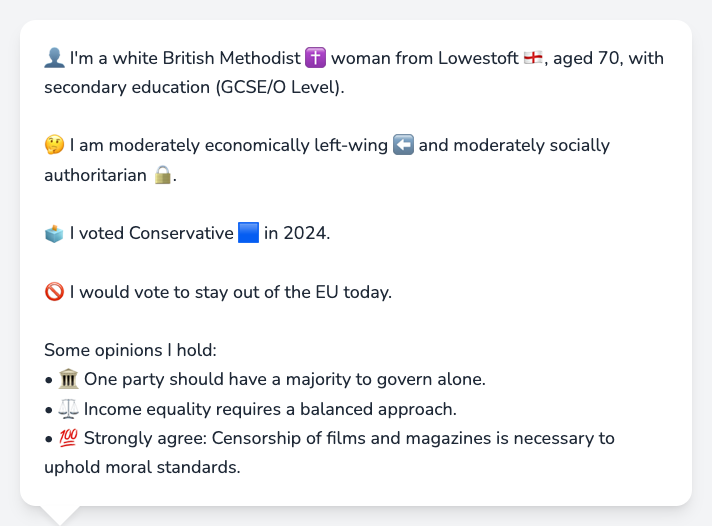 👤 I'm a white British Methodist ✝️ woman from Lowestoft 🏴󠁧󠁢󠁥󠁮󠁧󠁿, aged 70, with
secondary education (GCSE/O Level).
🤔 I am moderately economically left-wing ⬅️ and moderately socially
authoritarian 🔒.
🗳️ I voted Conservative 🟦 in 2024.
🚫 I would vote to stay out of the EU today.
Some opinions I hold:
• 🏛️ One party should have a majority to govern alone.
• ⚖️ Income equality requires a balanced approach.
• 💯 Strongly agree: Censorship of films and magazines is necessary to
uphold moral standards.